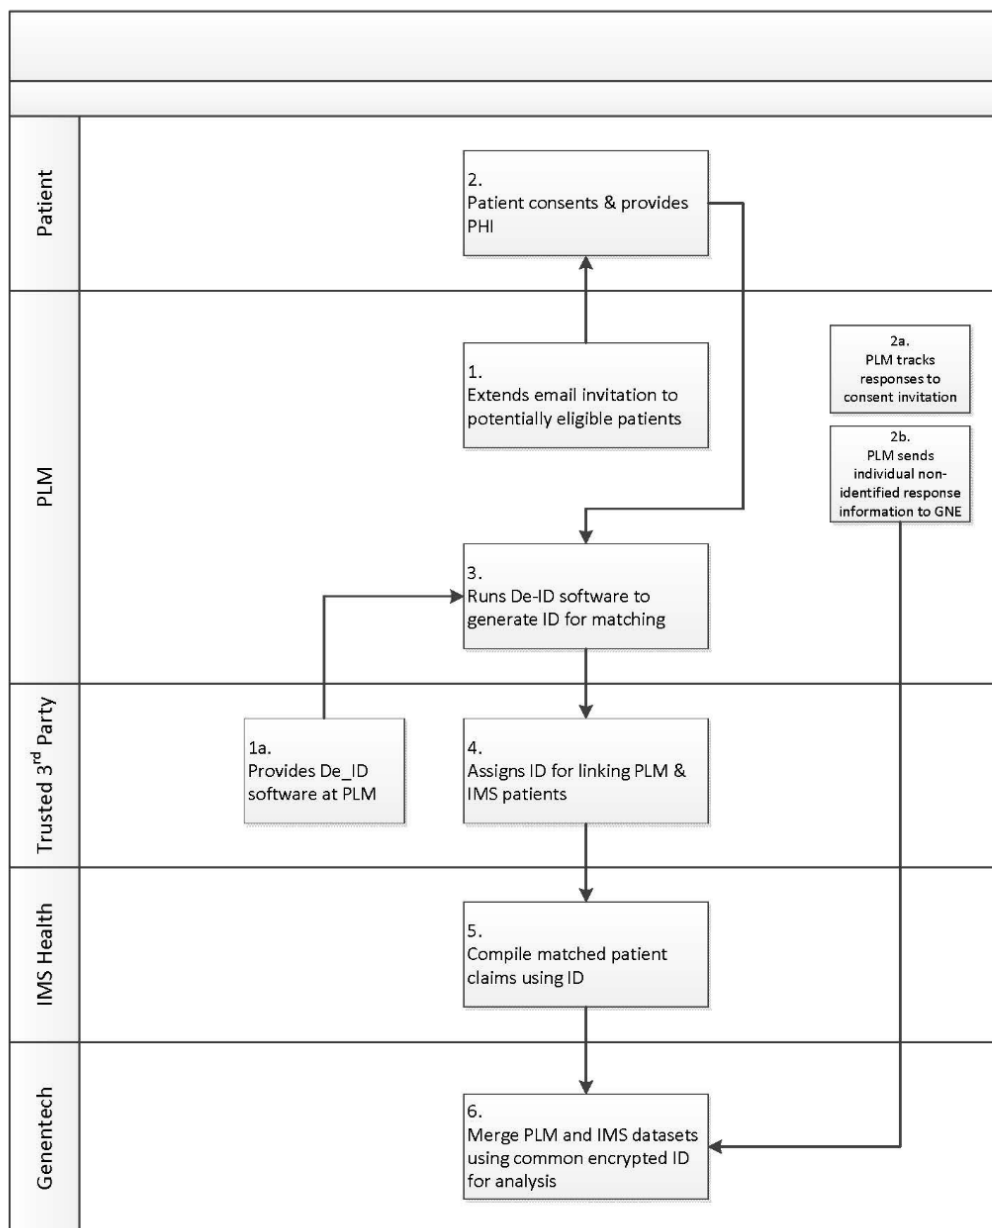 Patient
2.
Patient consents & provides
PHI
PLM
1.
Extends email invitation to
potentially eligible patients
2a.
PLM tracks
responses to
consent invitation
2b.
PLM sends
individual non-
identified response
information to GNE
3.
Runs De-ID software to
generate ID for matching
Trusted 3rd Party
1a.
Provides De_ID
software at PLM
4.
Assigns ID for linking PLM &
IMS patients
IMS Health
5.
Compile matched patient
claims using ID
Genentech
6.
Merge PLM and IMS datasets
using common encrypted ID
for analysis